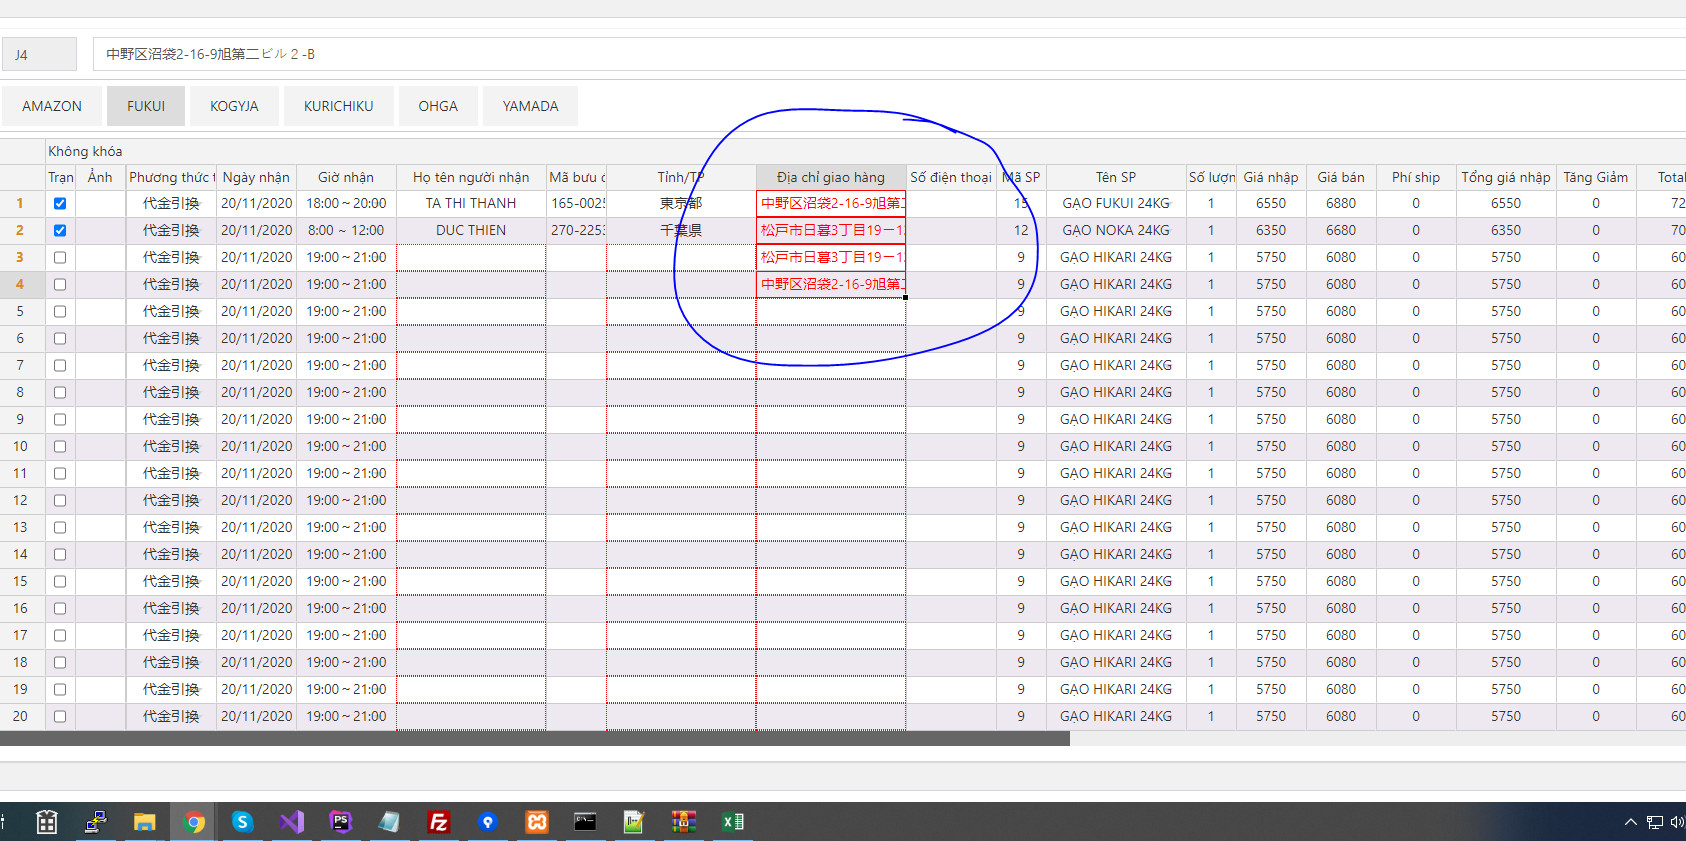 J4 中野区沼袋2-16-9旭第二ビル２-B
AMAZON FUKUI KOGYJA KURICHIKU OHGA YAMADA
Không khóa
Trạn Ảnh Phương thức t Ngày nhận Giờ nhận Họ tên người nhận Mã bưu Tỉnh/TP Địa chỉ giao hàng Số điện thoại Mã SP Tên SP Số lượn Giá nhập Giá bán Phí ship Tổng giá nhập Tăng Giảm Total
1 代金引換 20/11/2020 18:00~20:00 TA THI THANH 165-0025 東京都 中野区沼袋2-16-9旭第 15 GẠO FUKUI 24KG 1 6550 6880 0 6550 0 72
2 代金引換 20/11/2020 8:00 ~ 12:00 DUC THIEN 270-2253 千葉県 松戸市日暮3丁目19－1 12 GẠO NOKA 24KG 1 6350 6680 0 6350 0 70
3 代金引換 20/11/2020 19:00~21:00 松戸市日暮3丁目19－1 9 GẠO HIKARI 24KG 1 5750 6080 0 5750 0 60
4 代金引換 20/11/2020 19:00~21:00 中野区沼袋2-16-9旭第 9 GẠO HIKARI 24KG 1 5750 6080 0 5750 0 60
5 代金引換 20/11/2020 19:00~21:00 9 GẠO HIKARI 24KG 1 5750 6080 0 5750 0 60
6 代金引換 20/11/2020 19:00~21:00 9 GẠO HIKARI 24KG 1 5750 6080 0 5750 0 60
7 代金引換 20/11/2020 19:00~21:00 9 GẠO HIKARI 24KG 1 5750 6080 0 5750 0 60
8 代金引換 20/11/2020 19:00~21:00 9 GẠO HIKARI 24KG 1 5750 6080 0 5750 0 60
9 代金引換 20/11/2020 19:00~21:00 9 GẠO HIKARI 24KG 1 5750 6080 0 5750 0 60
10 代金引換 20/11/2020 19:00~21:00 9 GẠO HIKARI 24KG 1 5750 6080 0 5750 0 60
11 代金引換 20/11/2020 19:00~21:00 9 GẠO HIKARI 24KG 1 5750 6080 0 5750 0 60
12 代金引換 20/11/2020 19:00~21:00 9 GẠO HIKARI 24KG 1 5750 6080 0 5750 0 60
13 代金引換 20/11/2020 19:00~21:00 9 GẠO HIKARI 24KG 1 5750 6080 0 5750 0 60
14 代金引換 20/11/2020 19:00~21:00 9 GẠO HIKARI 24KG 1 5750 6080 0 5750 0 60
15 代金引換 20/11/2020 19:00~21:00 9 GẠO HIKARI 24KG 1 5750 6080 0 5750 0 60
16 代金引換 20/11/2020 19:00~21:00 9 GẠO HIKARI 24KG 1 5750 6080 0 5750 0 60
17 代金引換 20/11/2020 19:00~21:00 9 GẠO HIKARI 24KG 1 5750 6080 0 5750 0 60
18 代金引換 20/11/2020 19:00~21:00 9 GẠO HIKARI 24KG 1 5750 6080 0 5750 0 60
19 代金引換 20/11/2020 19:00~21:00 9 GẠO HIKARI 24KG 1 5750 6080 0 5750 0 60
20 代金引換 20/11/2020 19:00~21:00 9 GẠO HIKARI 24KG 1 5750 6080 0 5750 0 60